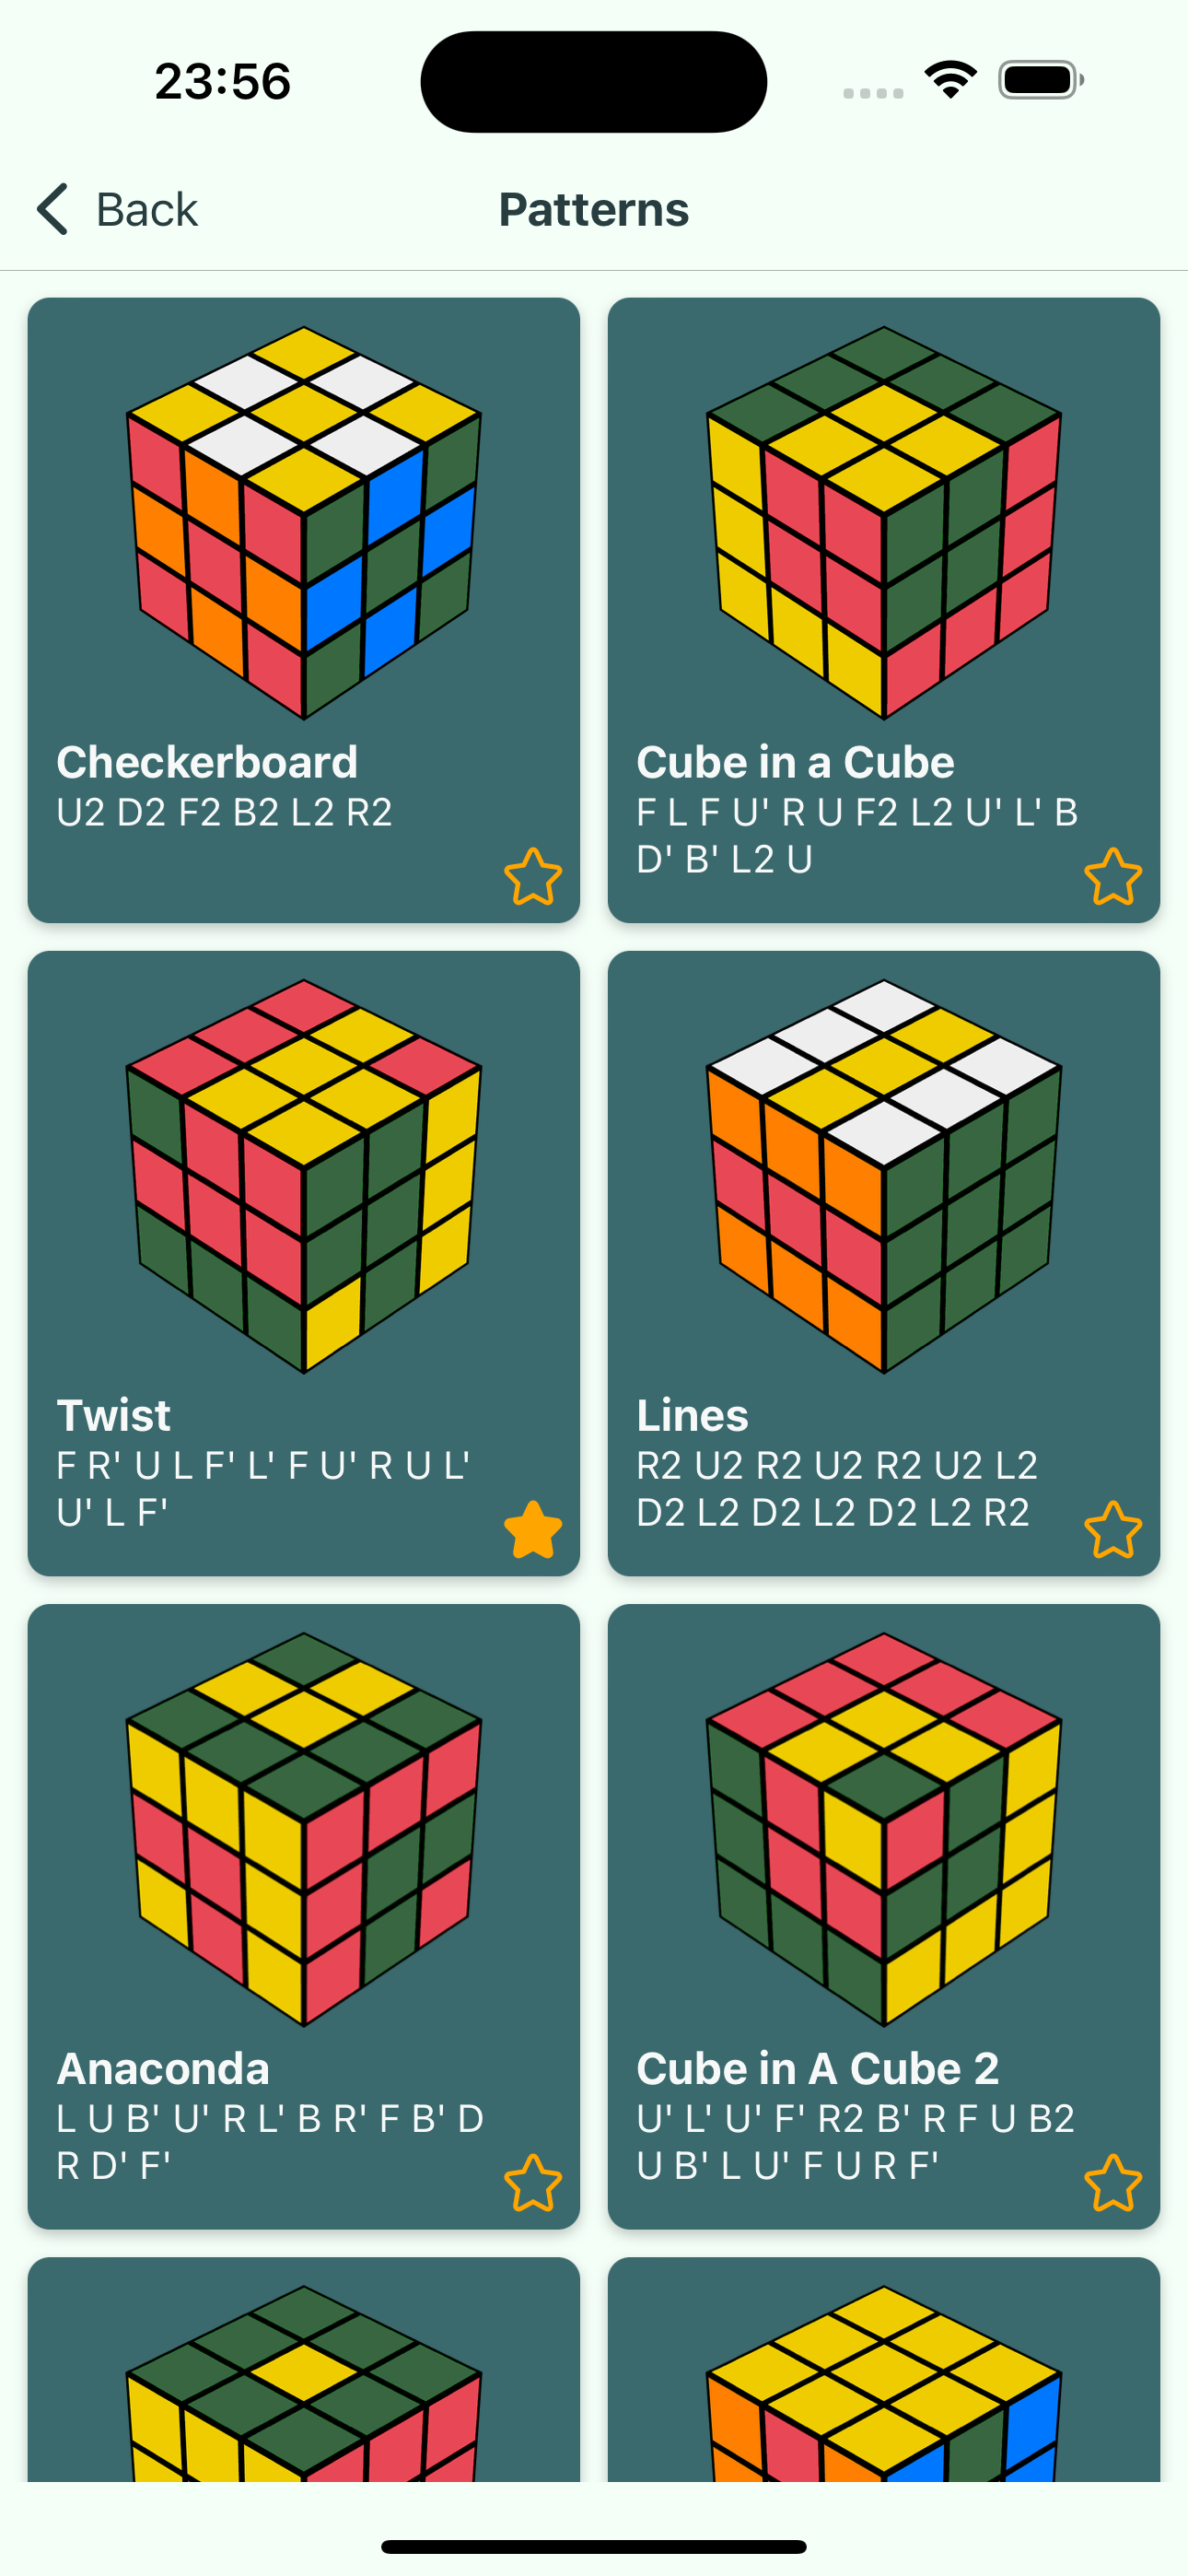 23:56
Back
Patterns
Checkerboard
U2 D2 F2 B2 L2 R2
Cube in a Cube
F L F U' R U F2 L2 U' L' B
D' B' L2 U
Twist
F R' U L F' L' F U' R U L'
U' L F'
Lines
R2 U2 R2 U2 R2 U2 L2
D2 L2 D2 L2 D2 L2 R2
Anaconda
L U B' U' R L' B R' F B' D
R D' F'
Cube in A Cube 2
U' L' U' F' R2 B' R F U B2
U B' L U' F U R F'